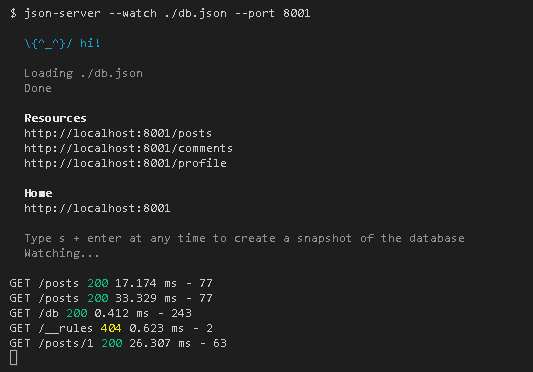 $ json-server --watch ./db.json --port 8001
\{^_^}/ hi!
Loading ./db.json
Done
Resources
http://localhost:8001/posts
http://localhost:8001/comments
http://localhost:8001/profile
Home
http://localhost:8001
Type s + enter at any time to create a snapshot of the database
Watching...
GET /posts 200 17.174 ms - 77
GET /posts 200 33.329 ms - 77
GET /db 200 0.412 ms - 243
GET /__rules 404 0.623 ms - 2
GET /posts/1 200 26.307 ms - 63